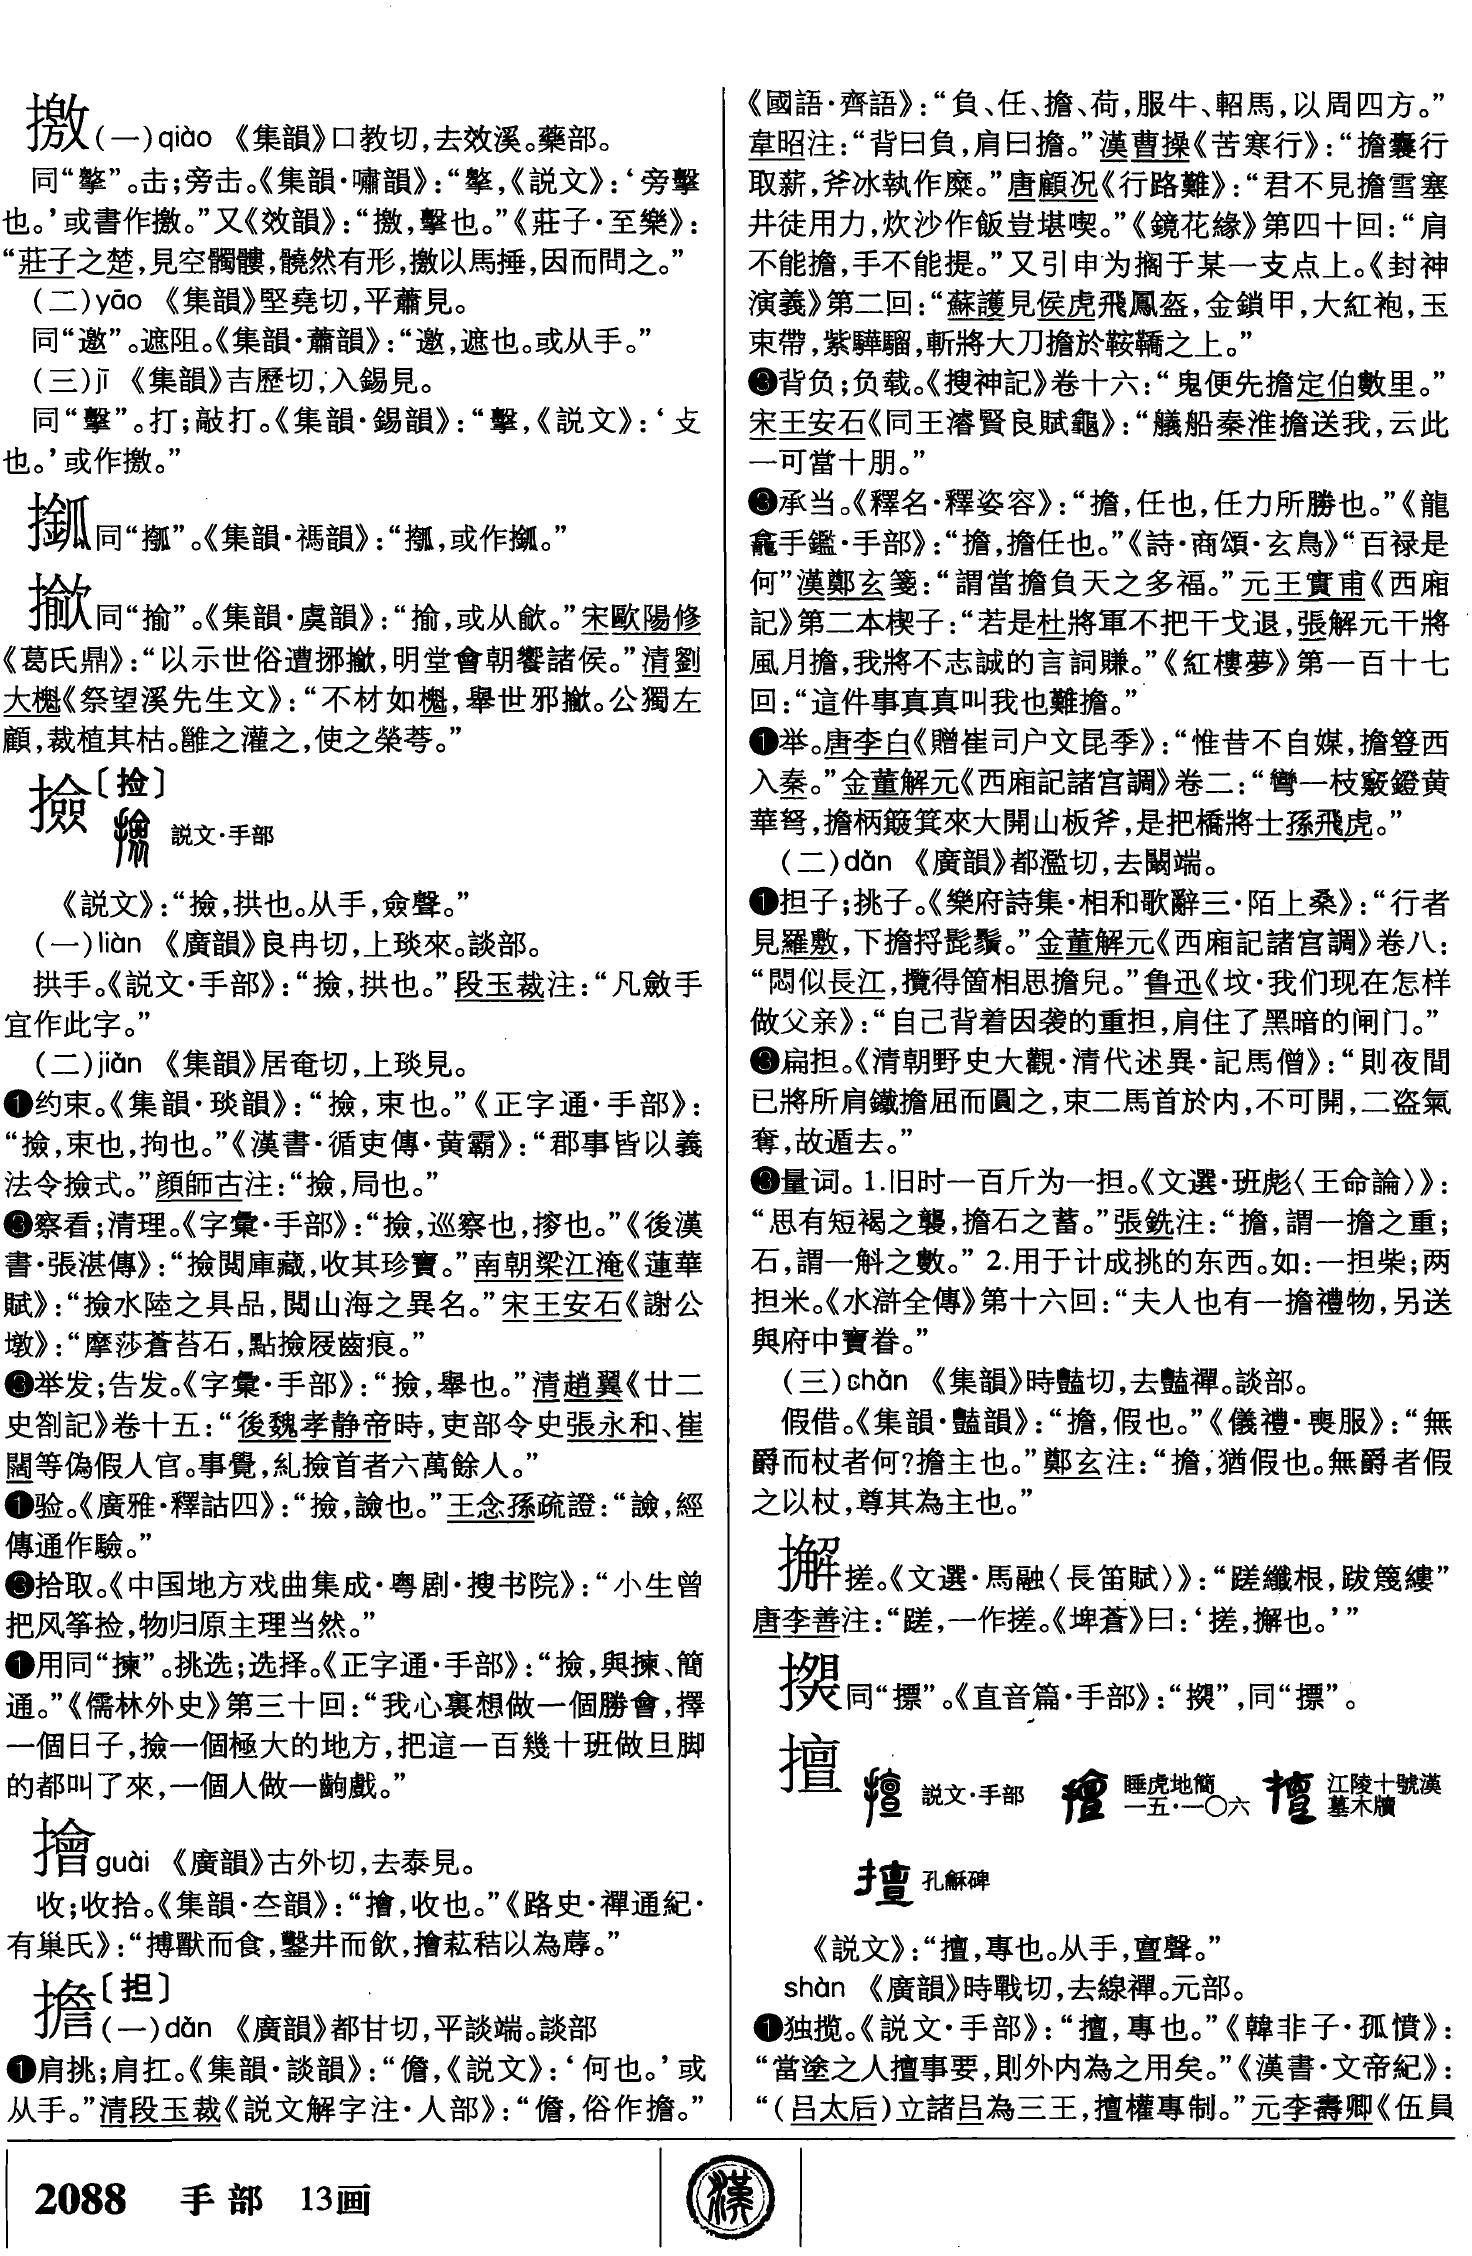 撽(一)qiào 《集韻》口教切,去效溪。藥部。
同“擊”。击;旁击。《集韻·嘯韻》:“擊,《説文》:‘旁擊
也。’或書作撽。”又《效韻》:“撽,擊也。”《莊子·至樂》:
“莊子之楚,見空髑髏,髐然有形,撽以馬捶,因而問之。”
(二)yāo 《集韻》堅堯切,平蕭見。
同“邀”。遮阻。《集韻·蕭韻》:“邀,遮也。或从手。”
(三)jī 《集韻》吉歷切,入錫見。
同“擊”。打;敲打。《集韻·錫韻》:“擊,《説文》:‘攴
也。’或作撽。”
同“摦”。《集韻·禡韻》:“摦,或作。”
擨同“揄”。《集韻·虞韻》:“揄,或从歈。”宋歐陽修
《葛氏鼎》:“以示世俗遭揶擨,明堂會朝饗諸侯。”清劉
大櫆《祭望溪先生文》:“不材如櫆,舉世邪擨。公獨左
顧,裁植其枯。雝之灌之,使之榮荂。”
撿〔捡〕
説文·手部
《説文》:“撿,拱也。从手,僉聲。”
(一)liàn 《廣韻》良冉切,上琰來。談部。
拱手。《説文·手部》:“撿,拱也。”段玉裁注:“凡斂手
宜作此字。”
(二)jiǎn 《集韻》居奄切,上琰見。
❶约束。《集韻·琰韻》:“撿,束也。”《正字通·手部》:
“撿,束也,拘也。”《漢書·循吏傳·黄霸》:“郡事皆以義
法令撿式。”顔師古注:“撿,局也。”
❷察看;清理。《字彙·手部》:“撿,巡察也,摉也。”《後漢
書·張湛傳》:“撿閲庫藏,收其珍寶。”南朝梁江淹《蓮華
賦》:“撿水陸之具品,閲山海之異名。”宋王安石《謝公
墩》:“摩莎蒼苔石,點撿屐齒痕。”
❸举发;告发。《字彙·手部》:“撿,舉也。”清趙翼《廿二
史劄記》卷十五:“後魏孝静帝時,吏部令史張永和、崔
闊等偽假人官。事覺,糺撿首者六萬餘人。”
❶验。《廣雅·釋詁四》:“撿,譣也。”王念孫疏證:“譣,經
傳通作驗。”
❸拾取。《中国地方戏曲集成·粤剧·搜书院》:“小生曾
把风筝捡,物归原主理当然。”
❶用同“揀”。挑选;选择。《正字通·手部》:“撿,與揀、簡
通。”《儒林外史》第三十回:“我心裏想做一個勝會,擇
一個日子,撿一個極大的地方,把這一百幾十班做旦脚
的都叫了來,一個人做一齣戲。”
擓guài 《廣韻》古外切,去泰見。
收;收拾。《集韻·夳韻》:“擓,收也。”《路史·禪通紀·
有巢氏》:“搏獸而食,鑿井而飲,擓菍秸以為蓐。”
擔〔担〕
(一)dān 《廣韻》都甘切,平談端。談部
❶肩挑;肩扛。《集韻·談韻》:“儋,《説文》:‘何也。’或
从手。”清段玉裁《説文解字注·人部》:“儋,俗作擔。”
《國語·齊語》:“負、任、擔、荷,服牛、軺馬,以周四方。”
韋昭注:“背曰負,肩曰擔。”漢曹操《苦寒行》:“擔囊行
取薪,斧冰執作糜。”唐顧况《行路難》:“君不見擔雪塞
井徒用力,炊沙作飯豈堪喫。”《鏡花緣》第四十回:“肩
不能擔,手不能提。”又引申为搁于某一支点上。《封神
演義》第二回:“蘇護見侯虎飛鳳盔,金鎖甲,大紅袍,玉
束帶,紫驊騮,斬將大刀擔於鞍鞽之上。”
❷背负;负载。《搜神記》卷十六:“鬼便先擔定伯數里。”
宋王安石《同王濬賢良賦龜》:“艤船秦淮擔送我,云此
一可當十朋。”
❸承当。《釋名·釋姿容》:“擔,任也,任力所勝也。”《龍
龕手鑑·手部》:“擔,擔任也。”《詩·商頌·玄鳥》“百禄是
何”漢鄭玄箋:“謂當擔負天之多福。”元王實甫《西廂
記》第二本楔子:“若是杜將軍不把干戈退,張解元干將
風月擔,我將不志誠的言詞賺。”《紅樓夢》第一百十七
回:“這件事真真叫我也難擔。”
❶举。唐李白《贈崔司户文昆季》:“惟昔不自媒,擔簦西
入秦。”金董解元《西廂記諸宫調》卷二:“彎一枝竅鐙黄
華弩,擔柄簸箕來大開山板斧,是把橋將士孫飛虎。”
(二)dàn 《廣韻》都濫切,去闞端。
❶担子;挑子。《樂府詩集·相和歌辭三·陌上桑》:“行者
見羅敷,下擔捋髭鬚。”金董解元《西廂記諸宫調》卷八:
“悶似長江,攬得箇相思擔兒。”鲁迅《坟·我们现在怎样
做父亲》:“自己背着因袭的重担,肩住了黑暗的闸门。”
❷扁担。《清朝野史大觀·清代述異·記馬僧》:“則夜間
已將所肩鐵擔屈而圓之,束二馬首於内,不可開,二盗氣
奪,故遁去。”
❸量词。1.旧时一百斤为一担。《文選·班彪〈王命論〉》:
“思有短褐之襲,擔石之蓄。”張銑注:“擔,謂一擔之重;
石,謂一斛之數。” 2.用于计成挑的东西。如:一担柴;两
担米。《水滸全傳》第十六回:“夫人也有一擔禮物,另送
與府中寶眷。”
(三)shàn 《集韻》時豔切,去豔禪。談部。
假借。《集韻·豔韻》:“擔,假也。”《儀禮·喪服》:“無
爵而杖者何?擔主也。”鄭玄注:“擔,猶假也。無爵者假
之以杖,尊其為主也。”
㩃搓。《文選·馬融〈長笛賦〉》:“蹉纖根,跋篾縷”
唐李善注:“蹉,一作搓。《埤蒼》曰:‘搓,㩃也。’”
同“摽”。《直音篇·手部》:“,同“摽”。
擅 説文·手部 睡虎地簡一五·一〇六 江陵十號漢墓木牘
孔龢碑
《説文》:“擅,專也。从手,亶聲。”
shàn 《廣韻》時戰切,去線禪。元部。
❶独揽。《説文·手部》:“擅,專也。”《韓非子·孤憤》:
“當塗之人擅事要,則外内為之用矣。”《漢書·文帝紀》:
“(吕太后)立諸吕為三王,擅權專制。”元李壽卿《伍員
2088 手部 13画
漢